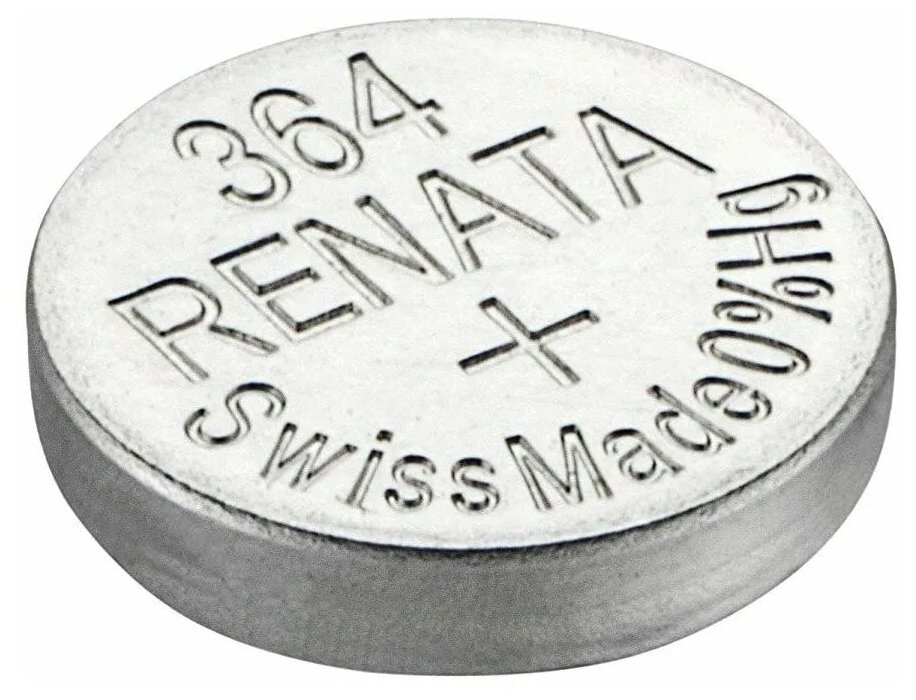 364
RENATA
+
Swiss Made 0%Hg